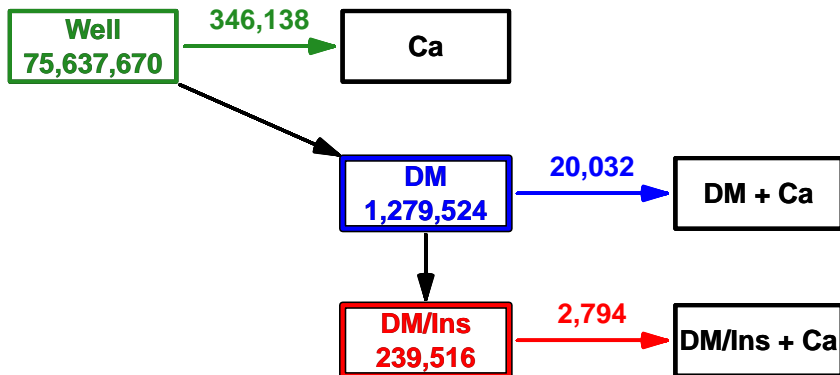 Well
75,637,670
346,138
Ca
DM
1,279,524
20,032
DM + Ca
DM/Ins
239,516
2,794
DM/Ins + Ca